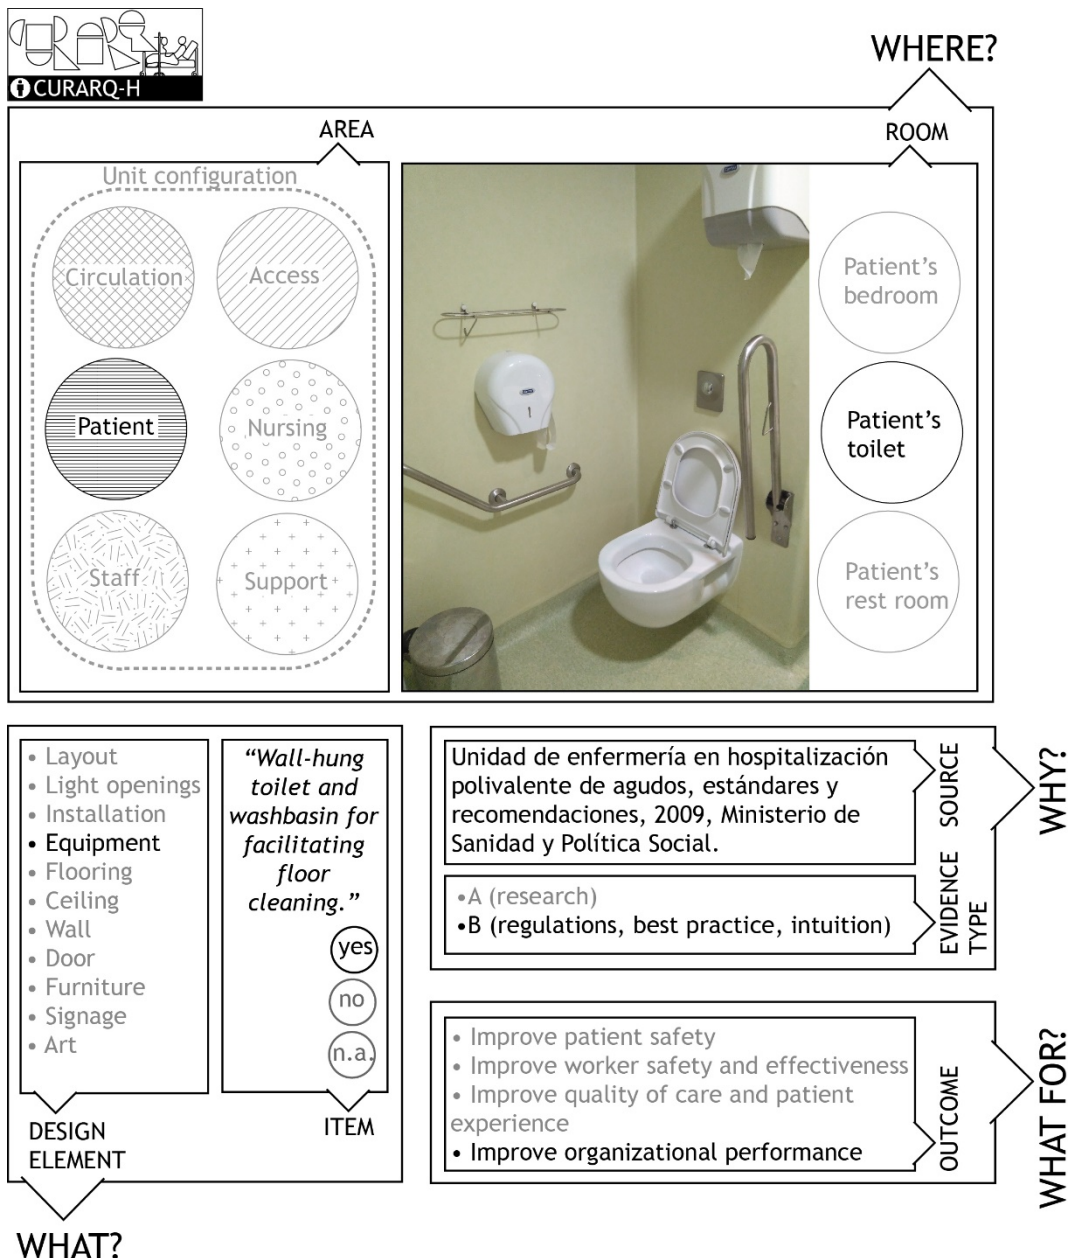 CURARQ-H
WHERE?
AREA
ROOM
Unit configuration
Circulation
Access
Patient
Nursing
Staff
Support
Patient's
bedroom
Patient's
toilet
Patient's
rest room
• Layout
• Light openings
• Installation
• Equipment
• Flooring
• Ceiling
• Wall
• Door
• Furniture
• Signage
• Art
DESIGN
ELEMENT
WHAT?
“Wall-hung
toilet and
washbasin for
facilitating
floor
cleaning.”
yes
no
n.a.
ITEM
Unidad de enfermería en hospitalización
polivalente de agudos, estándares y
recomendaciones, 2009, Ministerio de
Sanidad y Política Social.
SOURCE
•A (research)
•B (regulations, best practice, intuition)
EVIDENCE
TYPE
WHY?
• Improve patient safety
• Improve worker safety and effectiveness
• Improve quality of care and patient
experience
• Improve organizational performance
OUTCOME
WHAT FOR?